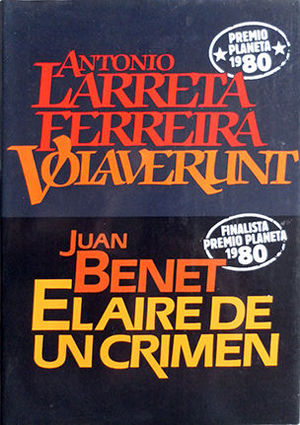 PREMIO
PLANETA
1980
ANTONIO
LARRETA
FERREIRA
VOLAVERUNT
FINALISTA
PREMIO PLANETA
1980
JUAN
BENET
EL AIRE DE
UN CRIMEN